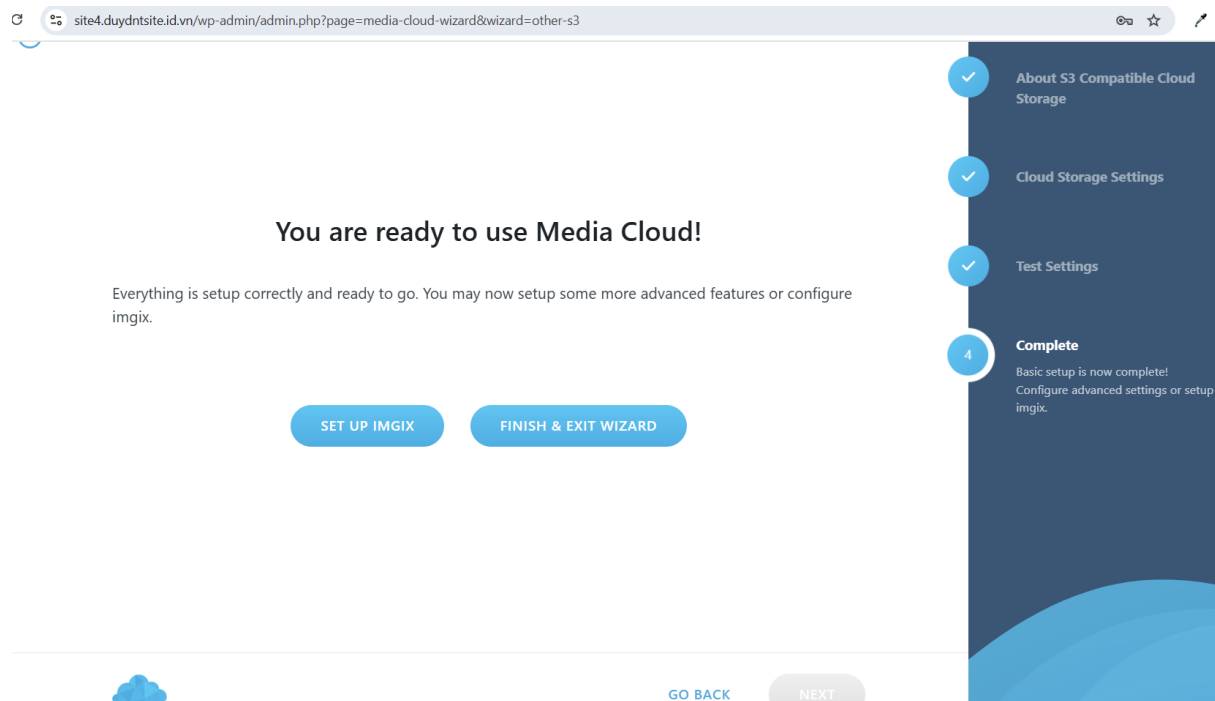 site4.duydntsite.id.vn/wp-admin/admin.php?page=media-cloud-wizard&wizard=other-s3
You are ready to use Media Cloud!
Everything is setup correctly and ready to go. You may now setup some more advanced features or configure
imgix.
SET UP IMGIX
FINISH & EXIT WIZARD
GO BACK
NEXT
About S3 Compatible Cloud
Storage
Cloud Storage Settings
Test Settings
4
Complete
Basic setup is now complete!
Configure advanced settings or setup
imgix.